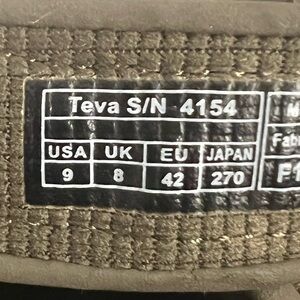 Teva S/N 4154
USA UK EU JAPAN
9 8 42 270